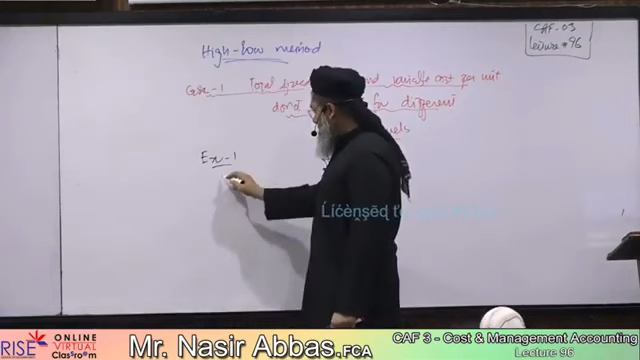 CAF-03
Lecture # 96
High-low method
Case-1 Total fixed and variable cost per unit
do not for different
levels
Ex-1
Licensed to
RISE ONLINE VIRTUAL Classroom
Mr. Nasir Abbas.FCA
CAF 3 - Cost & Management Accounting
Lecture 96